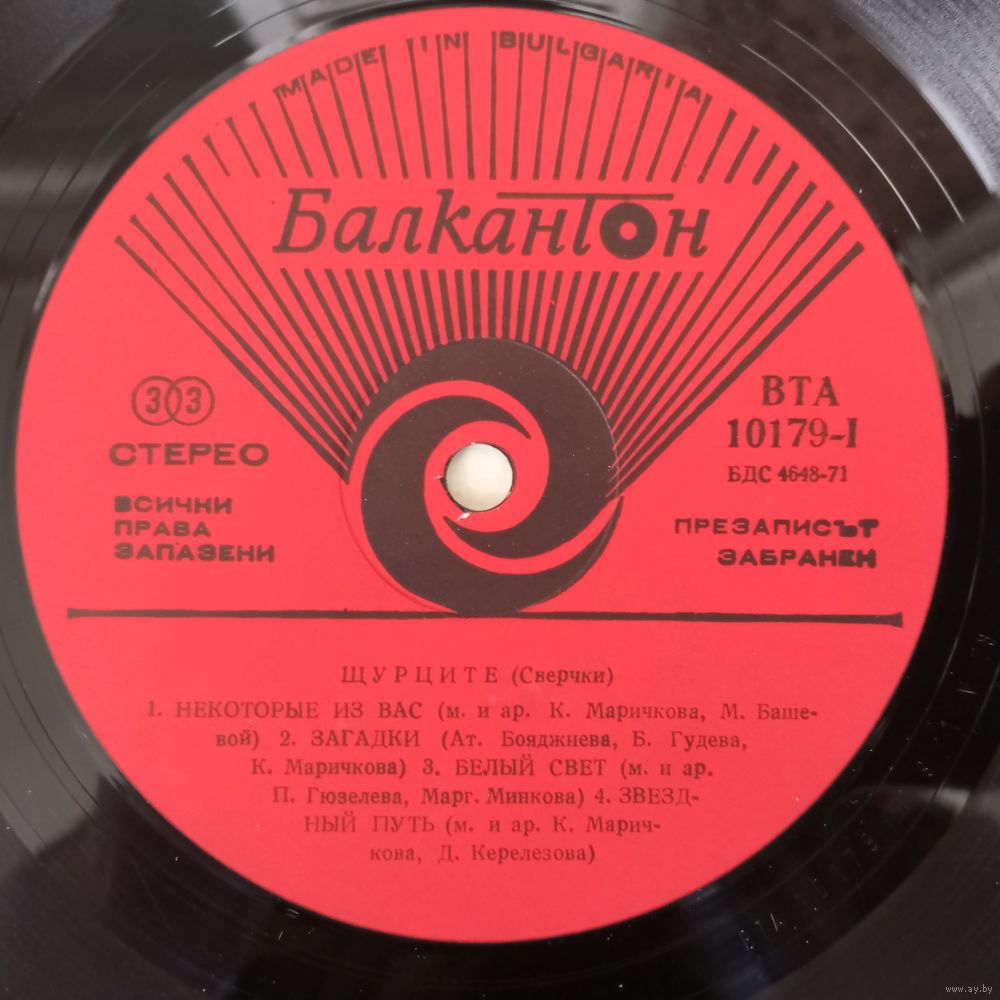 MADE IN BULGARIA
Балкантон
33
СТЕРЕО
ВСИЧКИ
ПРАВА
ЗАПАЗЕНИ
ВТА
10179-I
БДС 4648-71
ПРЕЗАПИСЪТ
ЗАБРАНЕН
ЩУРЦИТЕ (Сверчки)
1. НЕКОТОРЫЕ ИЗ ВАС (м. и ар. К. Маричкова, М. Баше-
вой) 2. ЗАГАДКИ (Ат. Бояджиева, Б. Гудева,
К. Маричкова) 3. БЕЛЫЙ СВЕТ (м. и ар.
П. Гюзелева, Марг. Минкова) 4. ЗВЕЗД-
НЫЙ ПУТЬ (м. и ар. К. Марич-
кова, Д. Керелезова)
www.ay.by